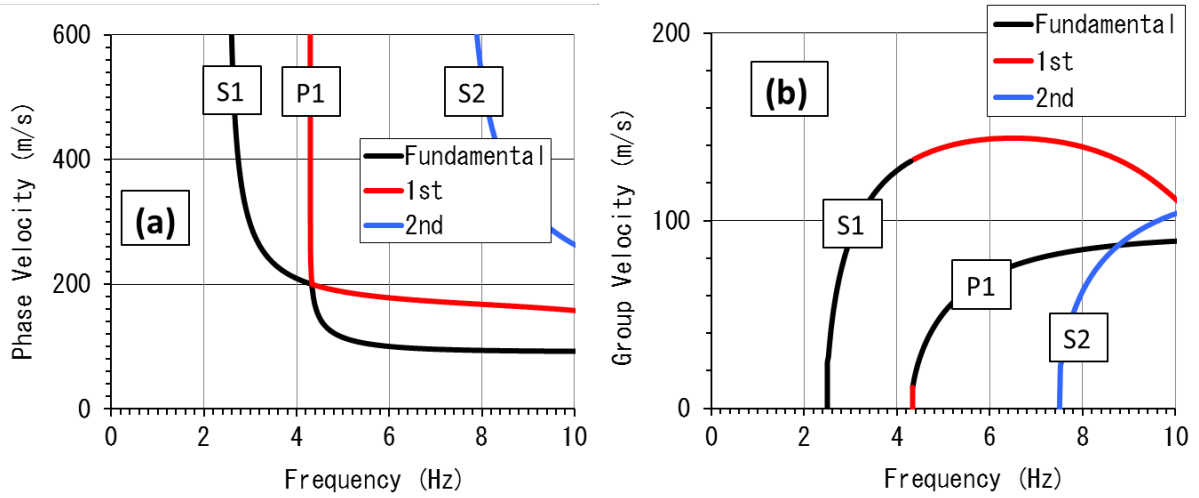 600
400
200
0
Phase Velocity (m/s)
S1
P1
S2
Fundamental
1st
2nd
(a)
0
2
4
6
8
10
Frequency (Hz)
200
100
0
Group Velocity (m/s)
Fundamental
1st
2nd
(b)
S1
P1
S2
0
2
4
6
8
10
Frequency (Hz)